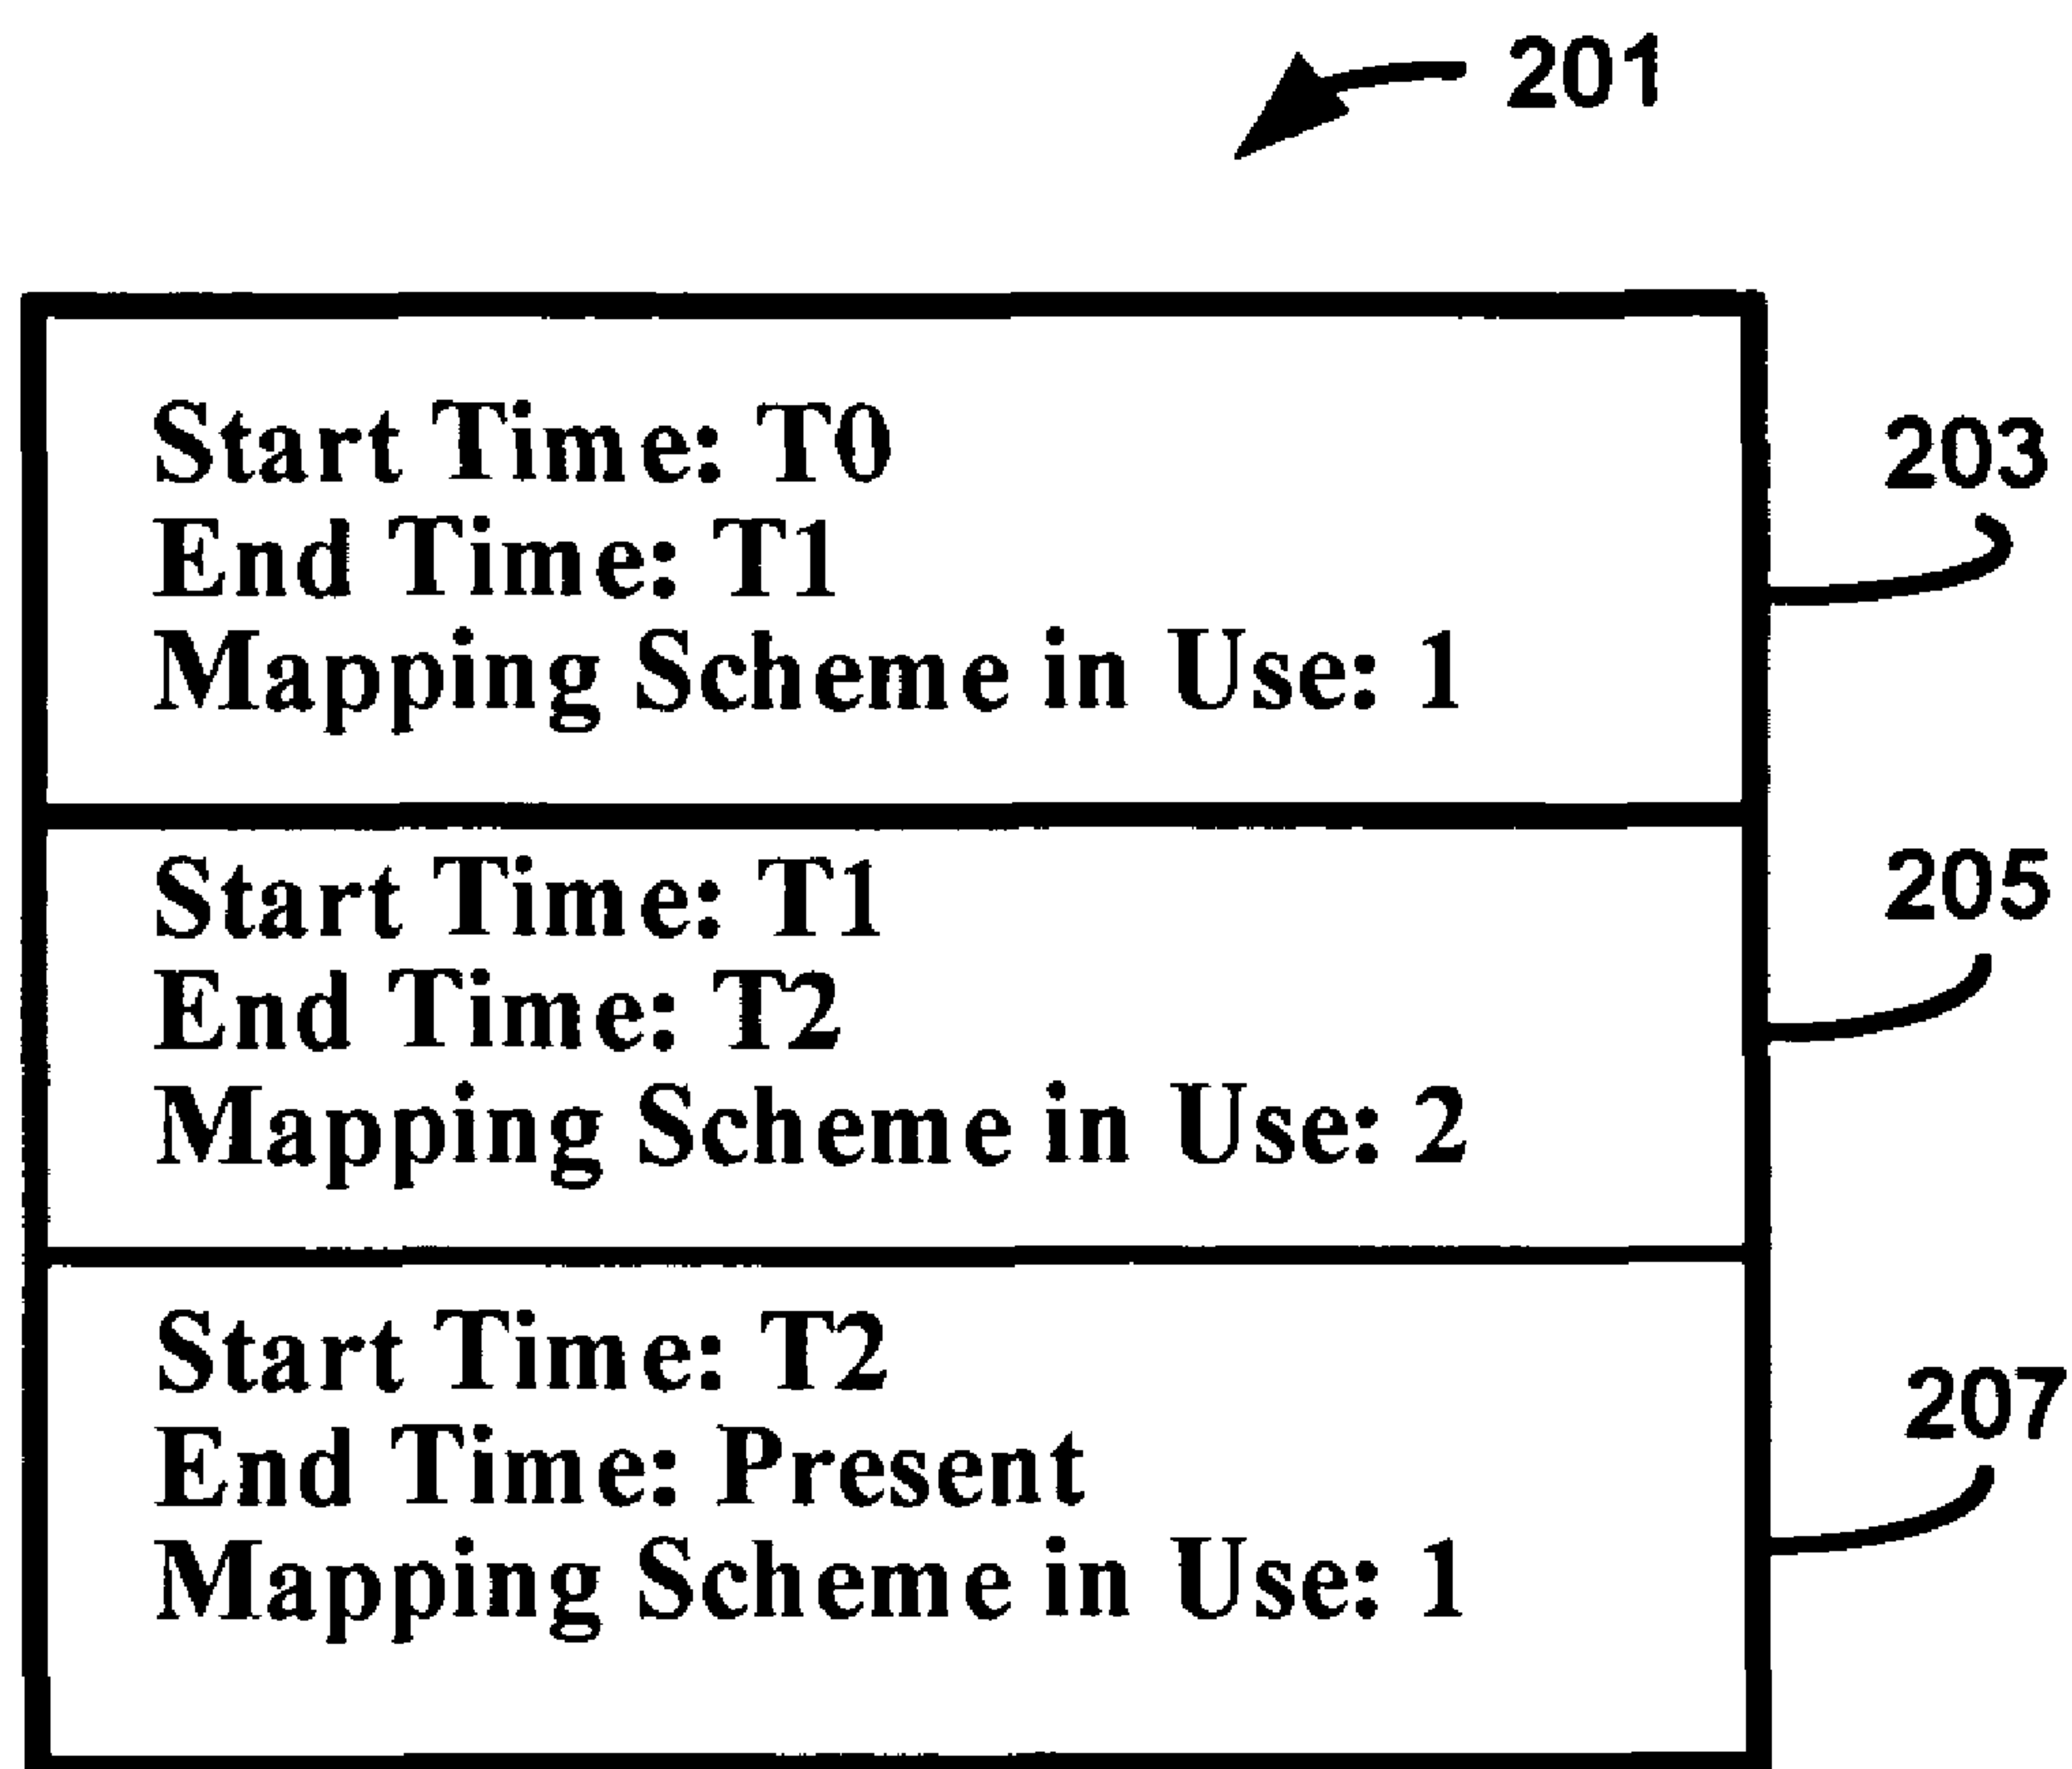 201
Start Time: T0
End Time: T1
Mapping Scheme in Use: 1
203
Start Time: T1
End Time: T2
Mapping Scheme in Use: 2
205
Start Time: T2
End Time: Present
Mapping Scheme in Use: 1
207